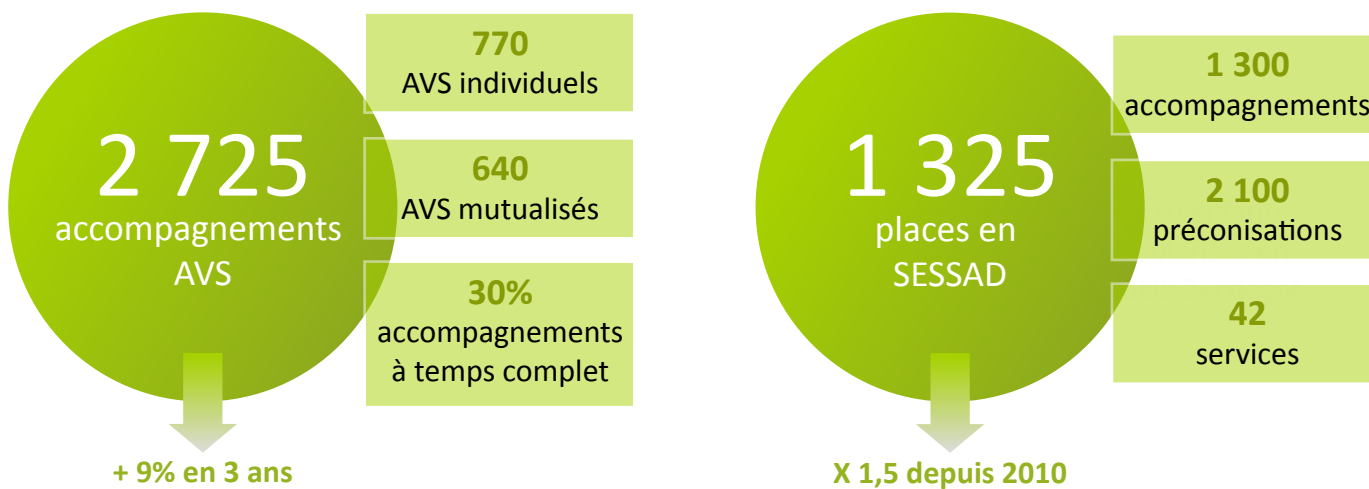 2 725
accompagnements
AVS
770
AVS individuels
640
AVS mutualisés
30%
accompagnements
à temps complet
+ 9% en 3 ans
1 325
places en
SESSAD
1 300
accompagnements
2 100
préconisations
42
services
X 1,5 depuis 2010